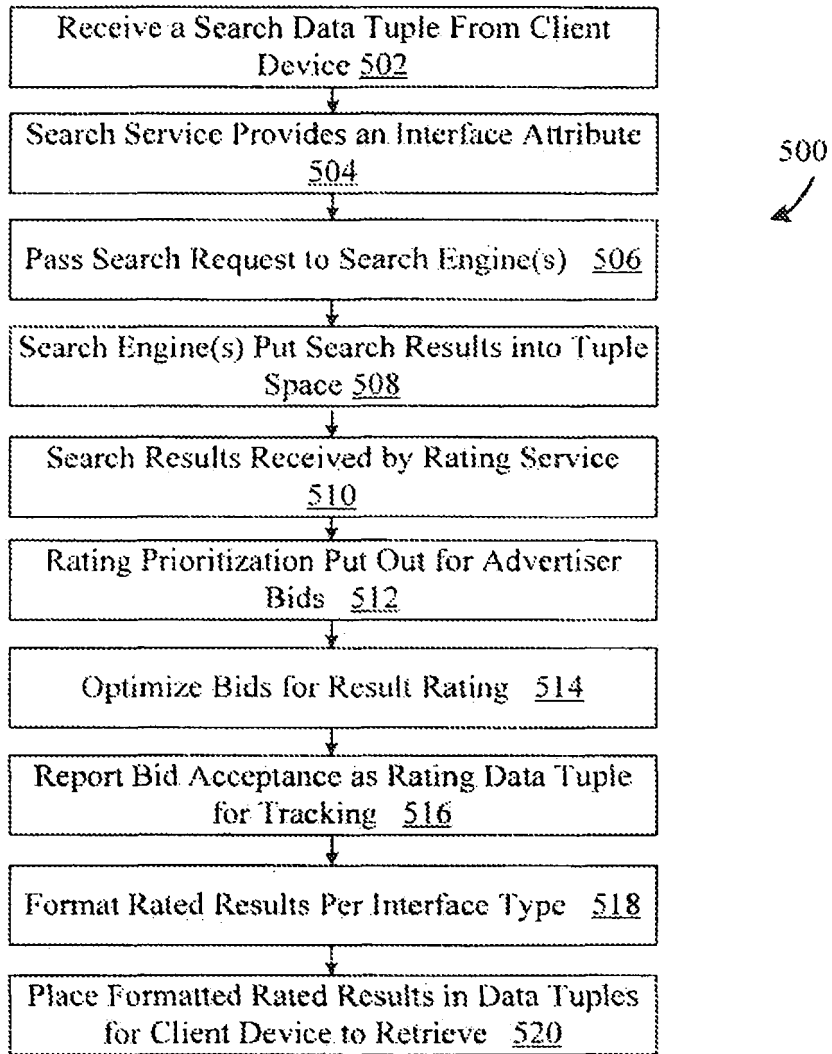 Receive a Search Data Tuple From Client
Device 502
Search Service Provides an Interface Attribute
504
500
Pass Search Request to Search Engine(s) 506
Search Engine(s) Put Search Results into Tuple
Space 508
Search Results Received by Rating Service
510
Rating Prioritization Put Out for Advertiser
Bids 512
Optimize Bids for Result Rating 514
Report Bid Acceptance as Rating Data Tuple
for Tracking 516
Format Rated Results Per Interface Type 518
Place Formatted Rated Results in Data Tuples
for Client Device to Retrieve 520